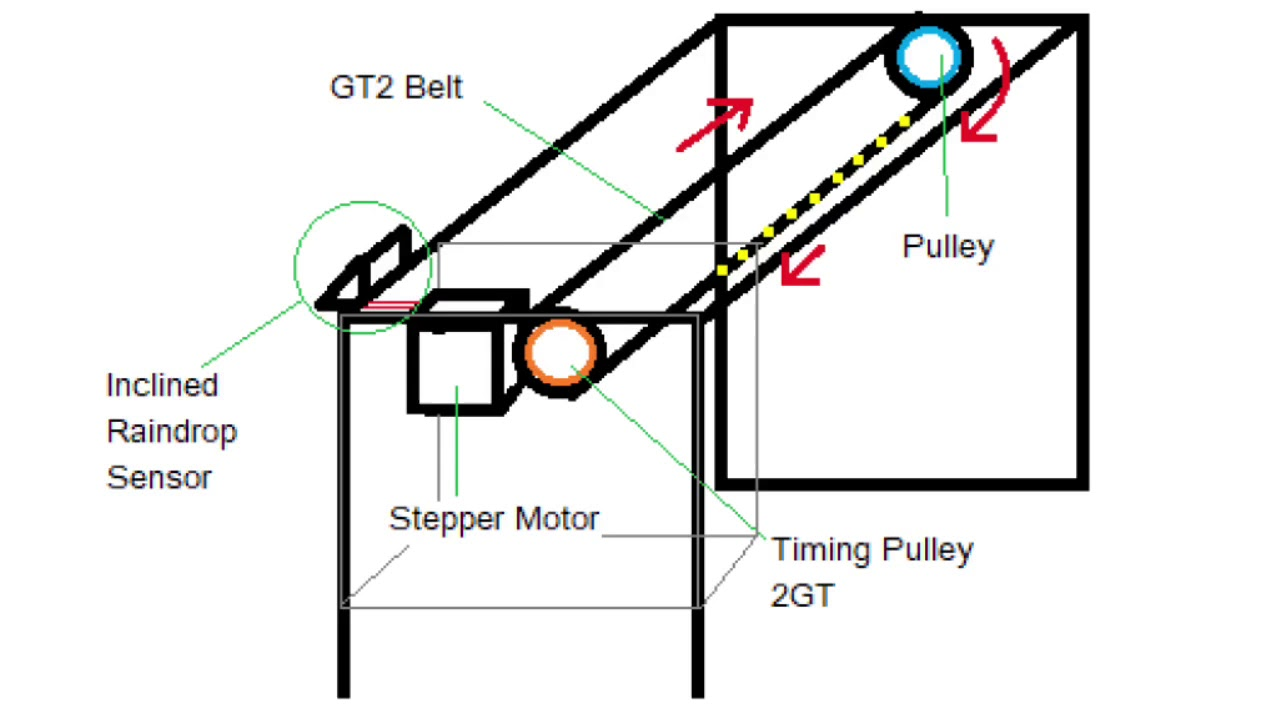 GT2 Belt
Pulley
Inclined
Raindrop
Sensor
Stepper Motor
Timing Pulley
2GT